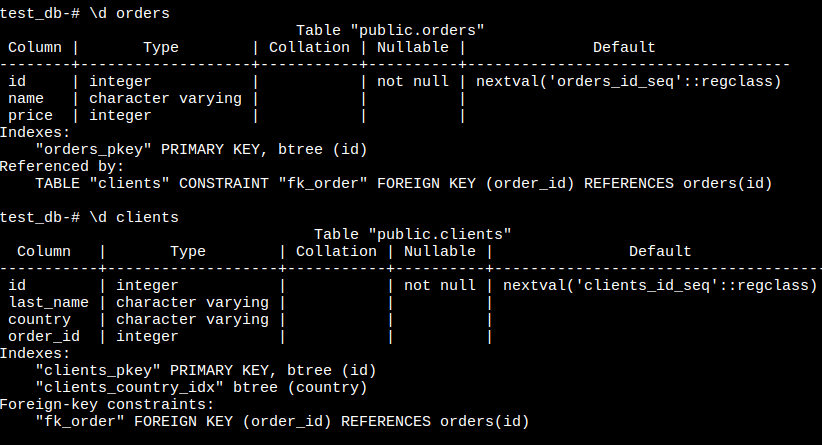 test_db-# \d orders
                                 Table "public.orders"
 Column |       Type        | Collation | Nullable |              Default
--------+-------------------+-----------+----------+------------------------------------
 id     | integer           |           | not null | nextval('orders_id_seq'::regclass)
 name   | character varying |           |          |
 price  | integer           |           |          |
Indexes:
    "orders_pkey" PRIMARY KEY, btree (id)
Referenced by:
    TABLE "clients" CONSTRAINT "fk_order" FOREIGN KEY (order_id) REFERENCES orders(id)

test_db-# \d clients
                                   Table "public.clients"
  Column   |       Type        | Collation | Nullable |               Default
-----------+-------------------+-----------+----------+-------------------------------------
 id        | integer           |           | not null | nextval('clients_id_seq'::regclass)
 last_name | character varying |           |          |
 country   | character varying |           |          |
 order_id  | integer           |           |          |
Indexes:
    "clients_pkey" PRIMARY KEY, btree (id)
    "clients_country_idx" btree (country)
Foreign-key constraints:
    "fk_order" FOREIGN KEY (order_id) REFERENCES orders(id)